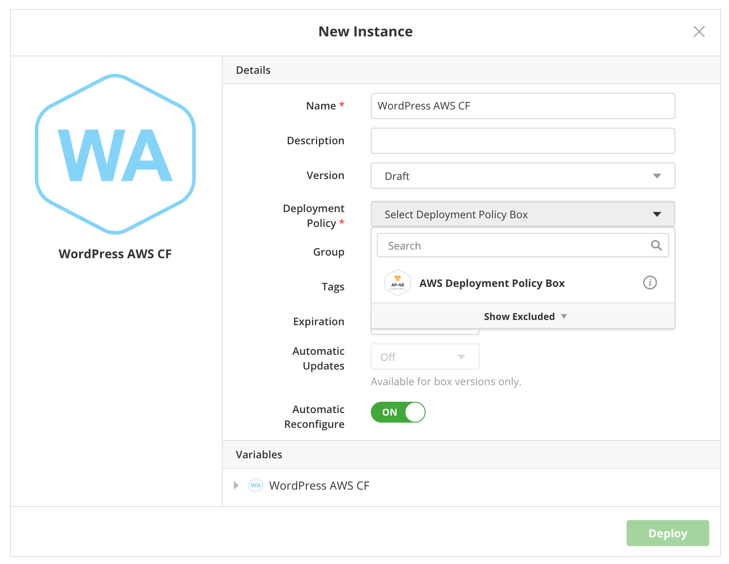 New Instance
WA
WordPress AWS CF
Details
Name *
WordPress AWS CF
Description
Version
Draft
Deployment
Policy *
Select Deployment Policy Box
Search
AP-NE
AWS Deployment Policy Box
i
Show Excluded
Group
Tags
Expiration
Automatic
Updates
Off
Available for box versions only.
Automatic
Reconfigure
ON
Variables
WA
WordPress AWS CF
Deploy